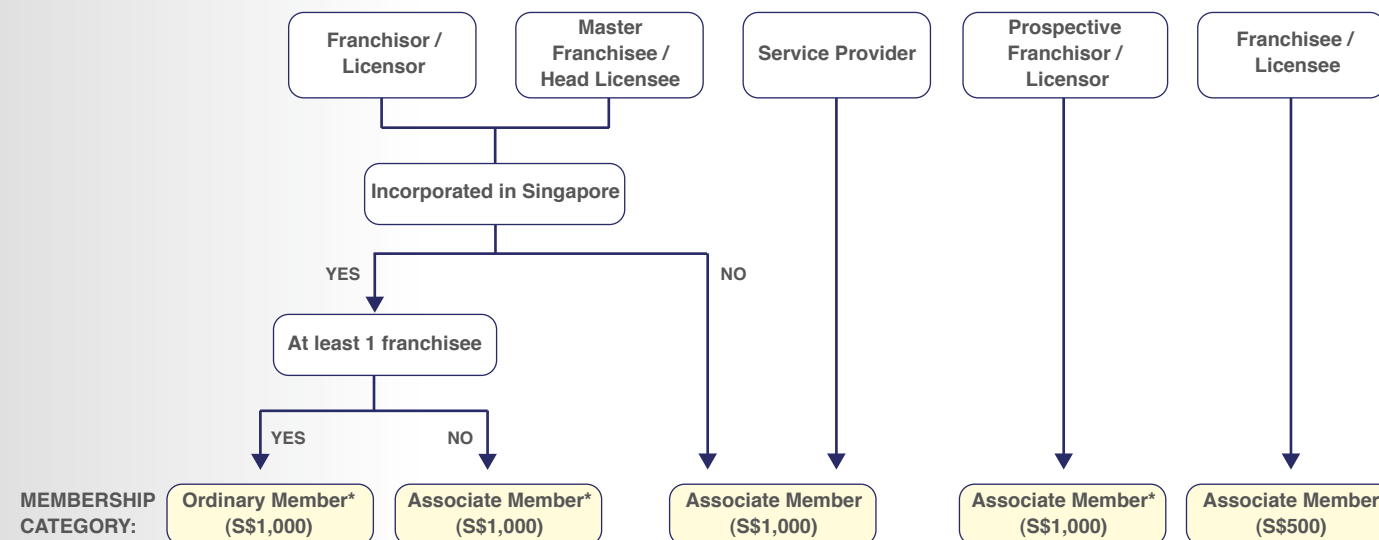 Franchisor /
Licensor
Master
Franchisee /
Head Licensee
Service Provider
Prospective
Franchisor /
Licensor
Franchisee /
Licensee
Incorporated in Singapore
YES
NO
At least 1 franchisee
YES
NO
MEMBERSHIP
CATEGORY:
Ordinary Member*
(S$1,000)
Associate Member*
(S$1,000)
Associate Member
(S$1,000)
Associate Member*
(S$1,000)
Associate Member
(S$500)